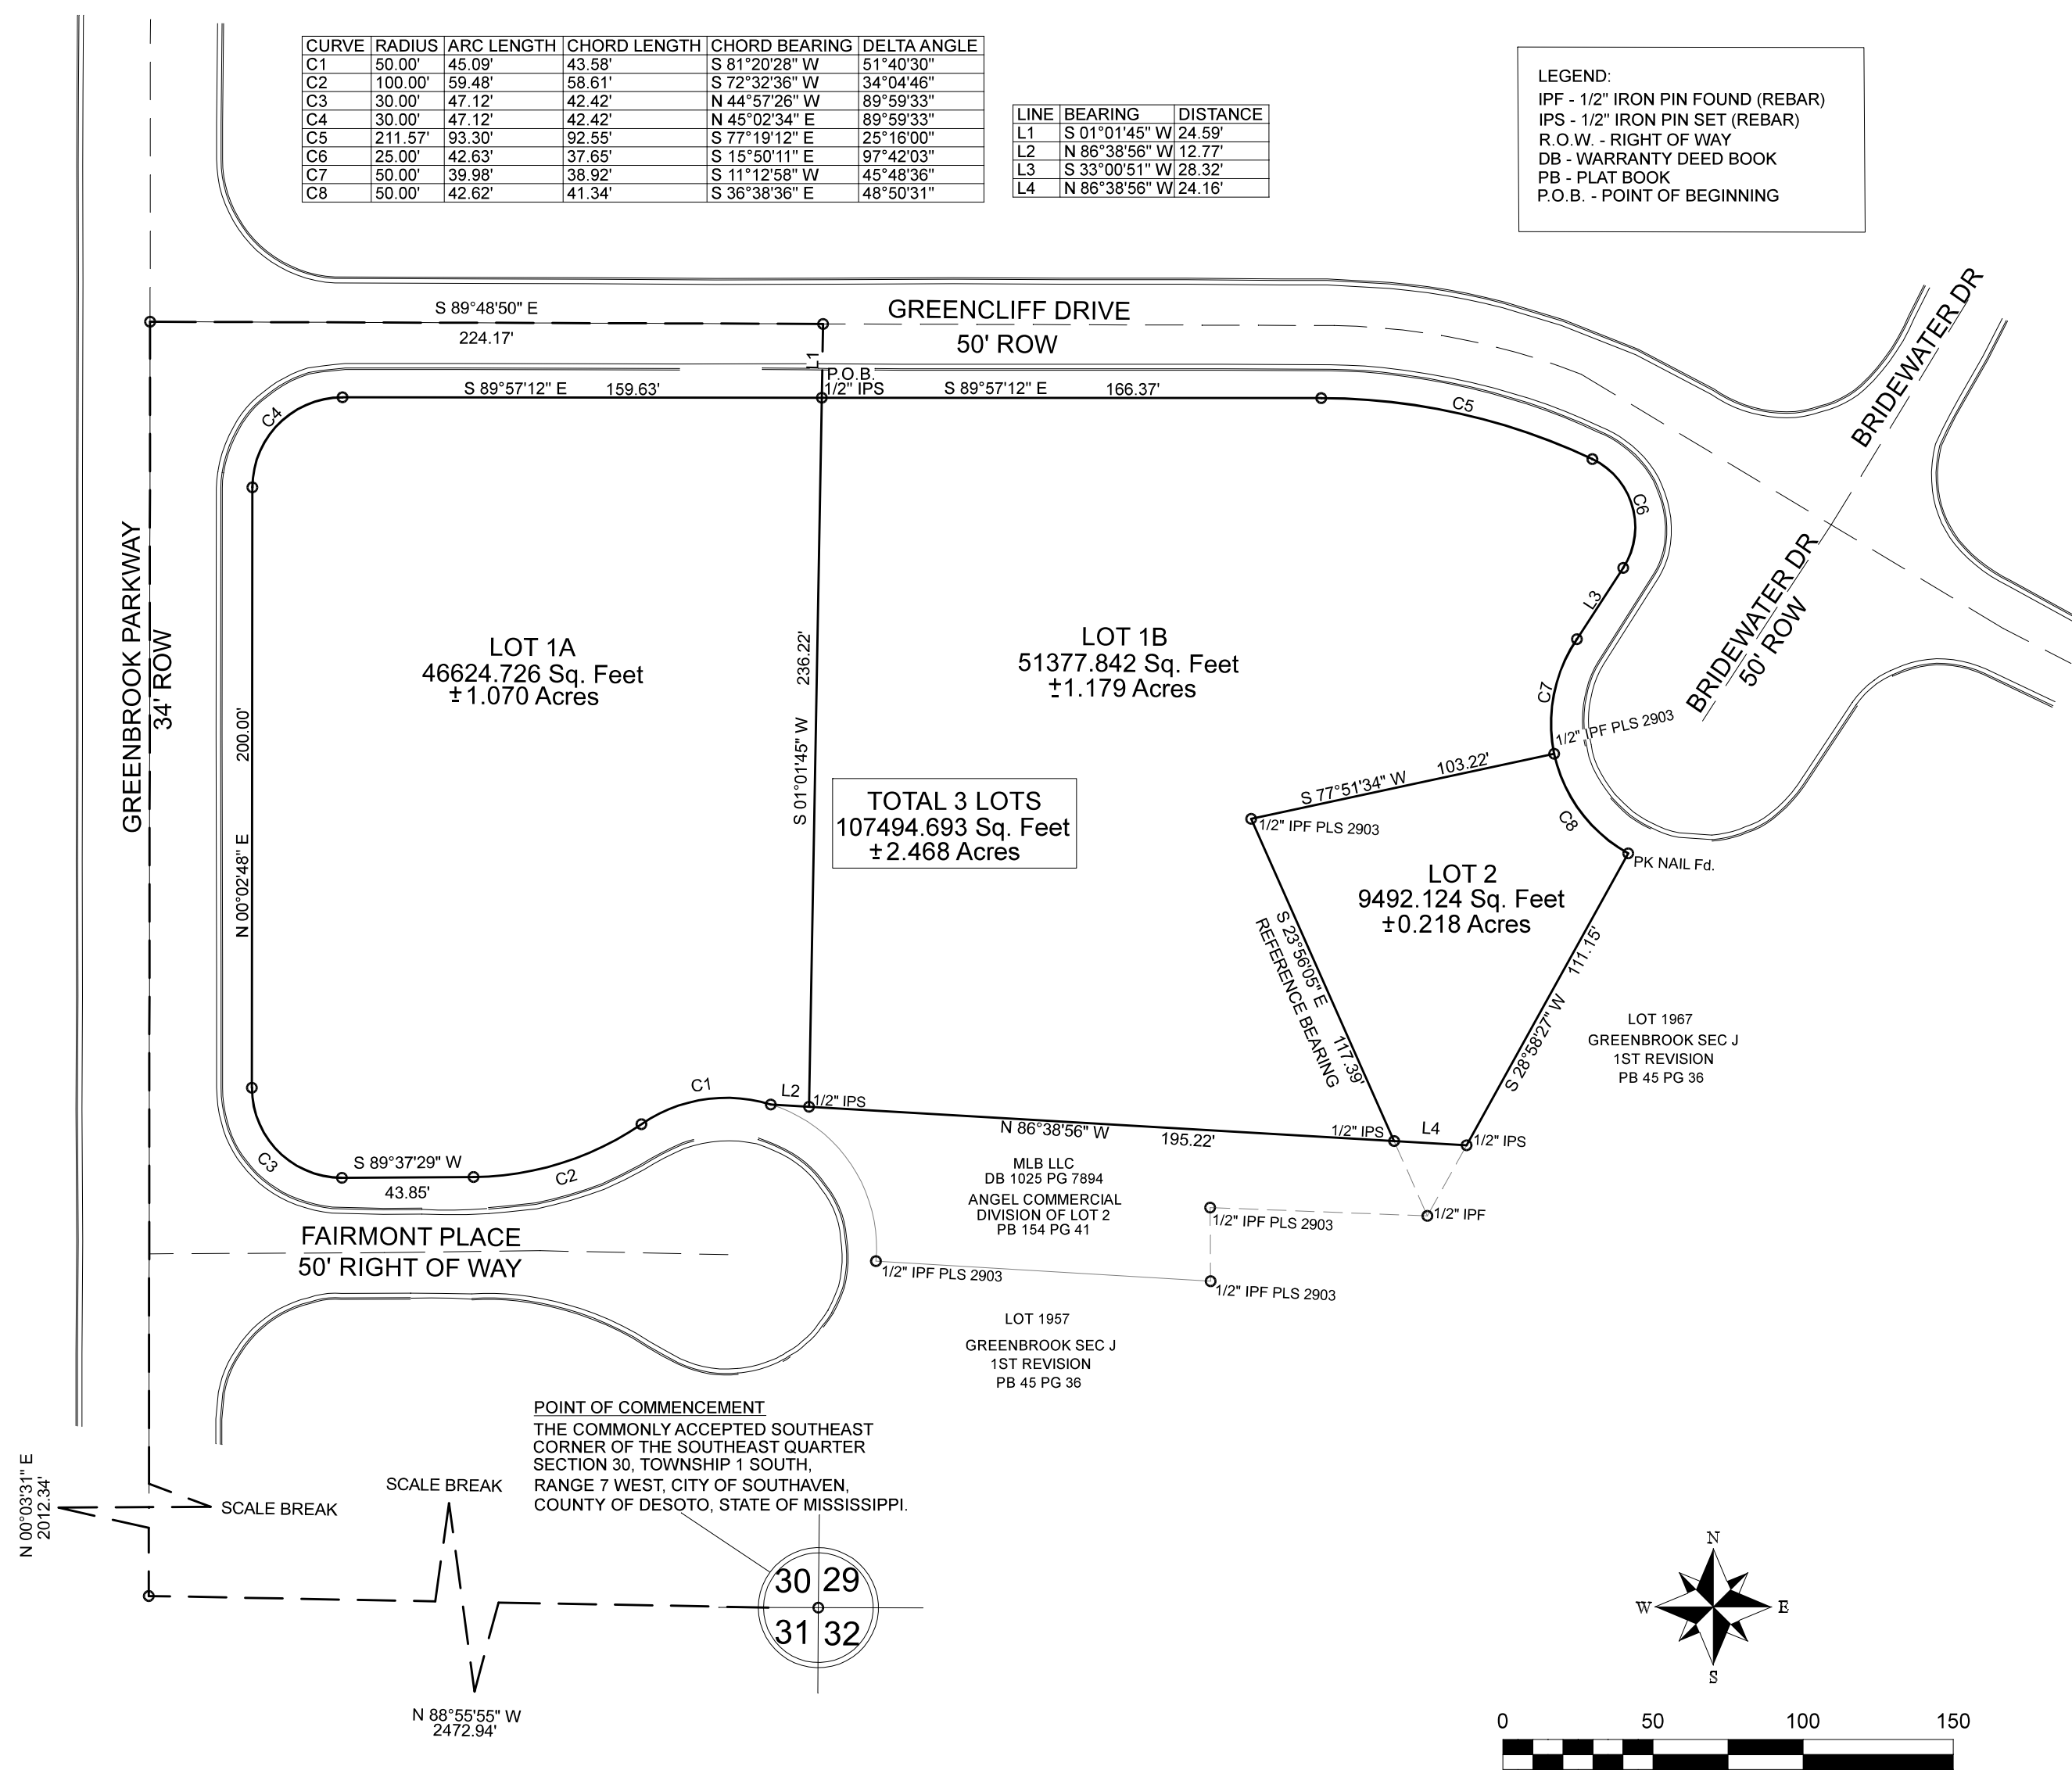 CURVE RADIUS ARC LENGTH CHORD LENGTH CHORD BEARING DELTA ANGLE
C1 50.00' 45.09' 43.58' S 81°20'28" W 51°40'30"
C2 100.00' 59.48' 58.61' S 72°32'36" W 34°04'46"
C3 30.00' 47.12' 42.42' N 44°57'26" W 89°59'33"
C4 30.00' 47.12' 42.42' N 45°02'34" E 89°59'33"
C5 211.57' 93.30' 92.55' S 77°19'12" E 25°16'00"
C6 25.00' 42.63' 37.65' S 15°50'11" E 97°42'03"
C7 50.00' 39.98' 38.92' S 11°12'58" W 45°48'36"
C8 50.00' 42.62' 41.34' S 36°38'36" E 48°50'31"
LINE BEARING DISTANCE
L1 S 01°01'45" W 24.59'
L2 N 86°38'56" W 12.77'
L3 S 33°00'51" W 28.32'
L4 N 86°38'56" W 24.16'
LEGEND:
IPF - 1/2" IRON PIN FOUND (REBAR)
IPS - 1/2" IRON PIN SET (REBAR)
R.O.W. - RIGHT OF WAY
DB - WARRANTY DEED BOOK
PB - PLAT BOOK
P.O.B. - POINT OF BEGINNING
S 89°48'50" E
224.17'
GREENCLIFF DRIVE
50' ROW
BRIDEWATER DR
L1
P.O.B.
1/2" IPS
S 89°57'12" E 159.63'
S 89°57'12" E 166.37'
C4
C5
C6
L3
C7
BRIDEWATER DR
50' ROW
GREENBROOK PARKWAY
34' ROW
N 00°02'48" E 200.00'
LOT 1A
46624.726 Sq. Feet
±1.070 Acres
S 01°01'45" W 236.22'
LOT 1B
51377.842 Sq. Feet
±1.179 Acres
1/2" IPF PLS 2903
S 77°51'34" W 103.22'
1/2" IPF PLS 2903
C8
PK NAIL Fd.
TOTAL 3 LOTS
107494.693 Sq. Feet
±2.468 Acres
LOT 2
9492.124 Sq. Feet
±0.218 Acres
S 23°56'05" E 117.39'
REFERENCE BEARING
S 28°58'27" W 111.15'
LOT 1967
GREENBROOK SEC J
1ST REVISION
PB 45 PG 36
C1
L2
1/2" IPS
N 86°38'56" W 195.22'
1/2" IPS
L4
1/2" IPS
C3
S 89°37'29" W
43.85'
C2
MLB LLC
DB 1025 PG 7894
ANGEL COMMERCIAL
DIVISION OF LOT 2
PB 154 PG 41
1/2" IPF PLS 2903
1/2" IPF
FAIRMONT PLACE
50' RIGHT OF WAY
1/2" IPF PLS 2903
1/2" IPF PLS 2903
LOT 1957
GREENBROOK SEC J
1ST REVISION
PB 45 PG 36
POINT OF COMMENCEMENT
THE COMMONLY ACCEPTED SOUTHEAST
CORNER OF THE SOUTHEAST QUARTER
SECTION 30, TOWNSHIP 1 SOUTH,
RANGE 7 WEST, CITY OF SOUTHAVEN,
COUNTY OF DESOTO, STATE OF MISSISSIPPI.
N 00°03'31" E
2012.34'
SCALE BREAK
SCALE BREAK
30 29
31 32
N 88°55'55" W
2472.94'
N
W E
S
0 50 100 150